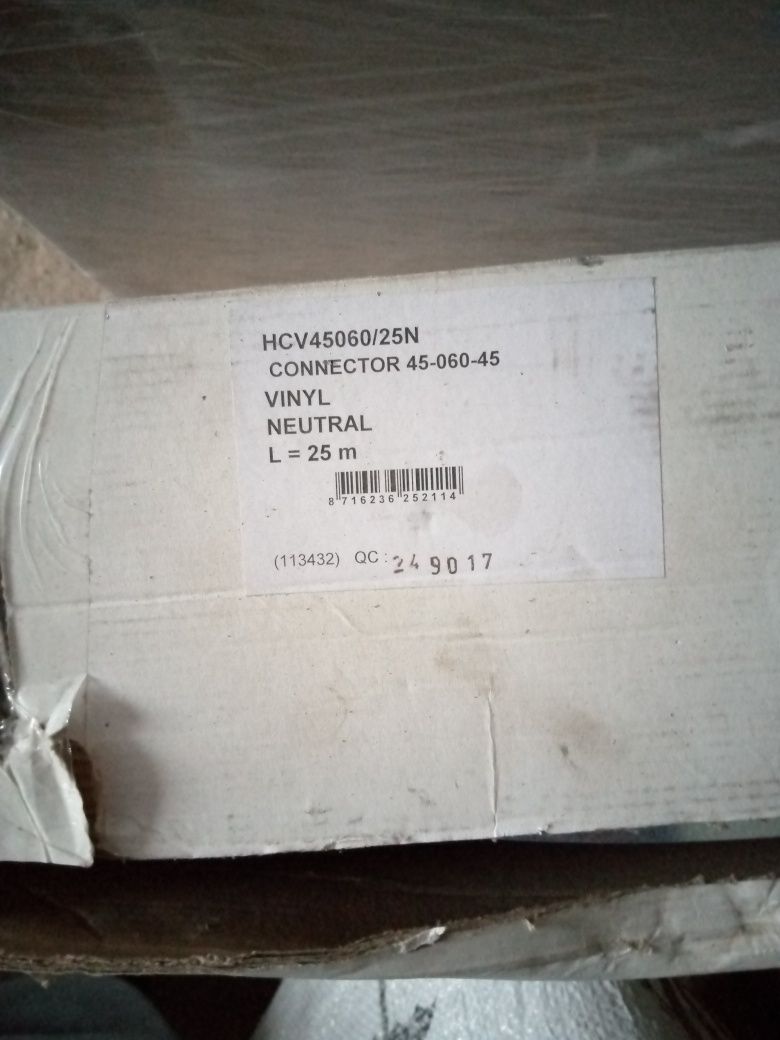 HCV45060/25N
CONNECTOR 45-060-45
VINYL
NEUTRAL
L = 25 m
8 716236 252114
(113432) QC : 249017